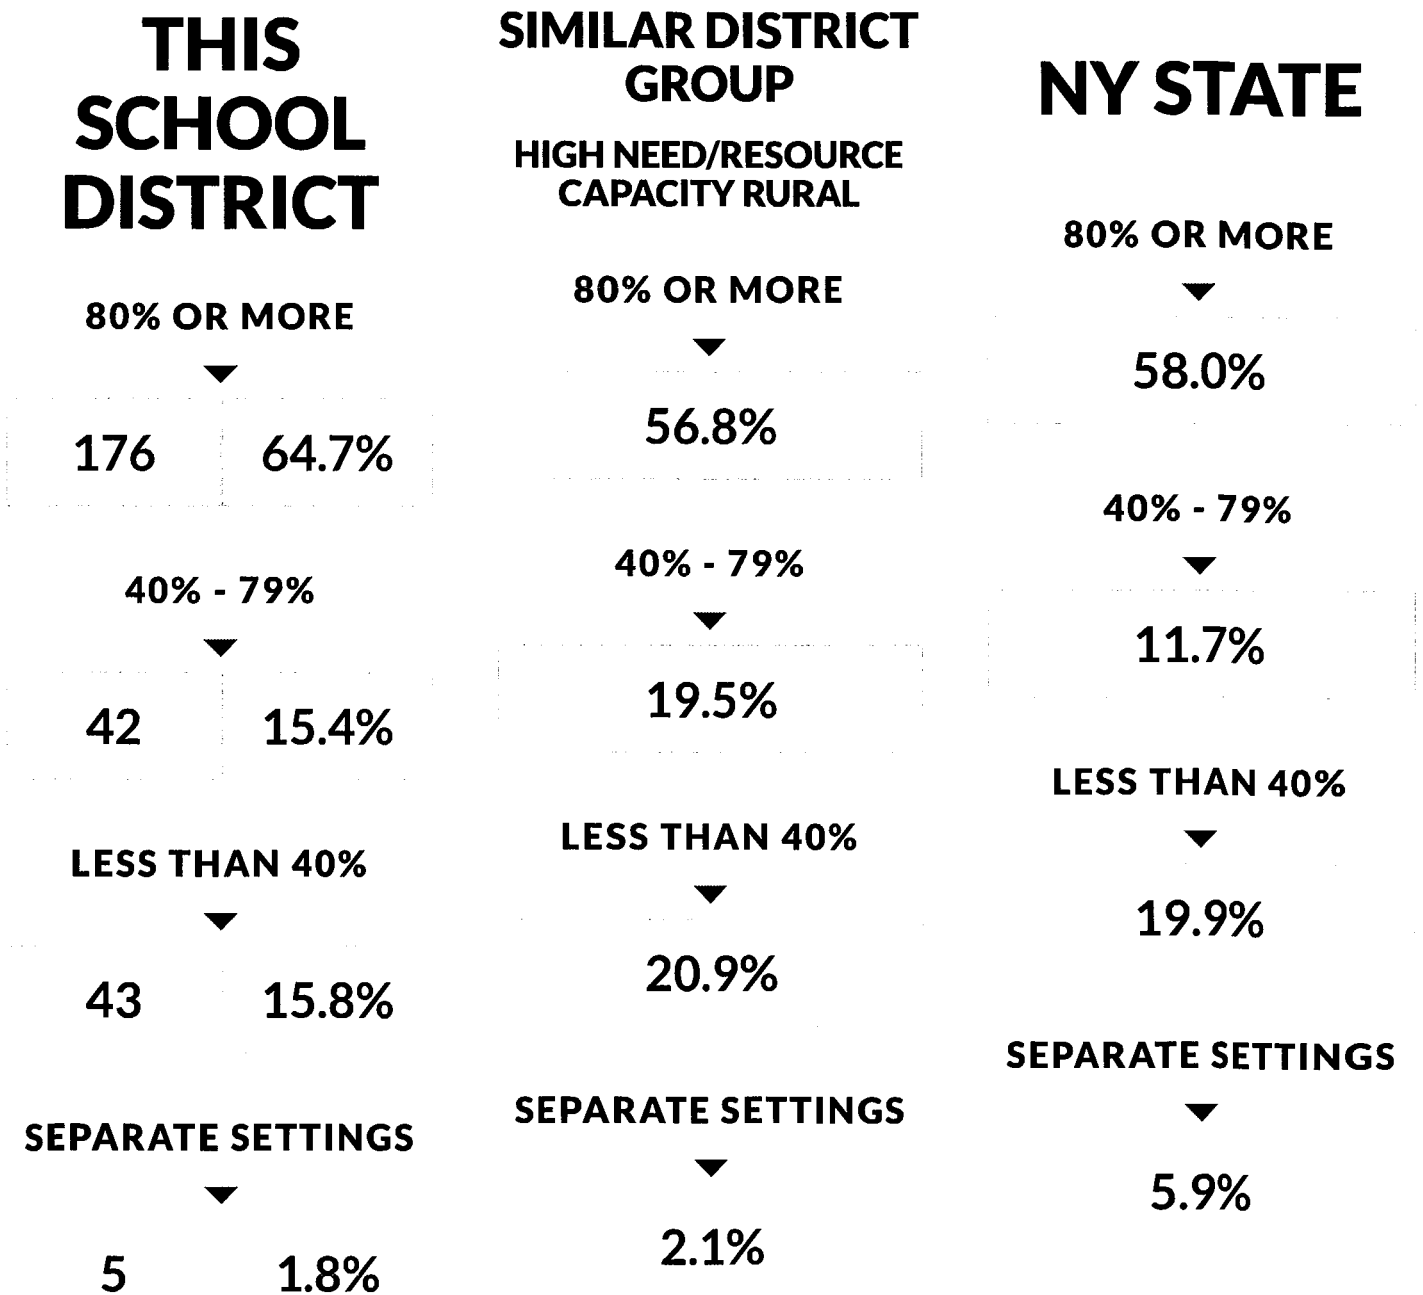 THIS
SCHOOL
DISTRICT
80% OR MORE
176 64.7%
40% - 79%
42 15.4%
LESS THAN 40%
43 15.8%
SEPARATE SETTINGS
5 1.8%
SIMILAR DISTRICT
GROUP
HIGH NEED/RESOURCE
CAPACITY RURAL
80% OR MORE
56.8%
40% - 79%
19.5%
LESS THAN 40%
20.9%
SEPARATE SETTINGS
2.1%
NY STATE
80% OR MORE
58.0%
40% - 79%
11.7%
LESS THAN 40%
19.9%
SEPARATE SETTINGS
5.9%